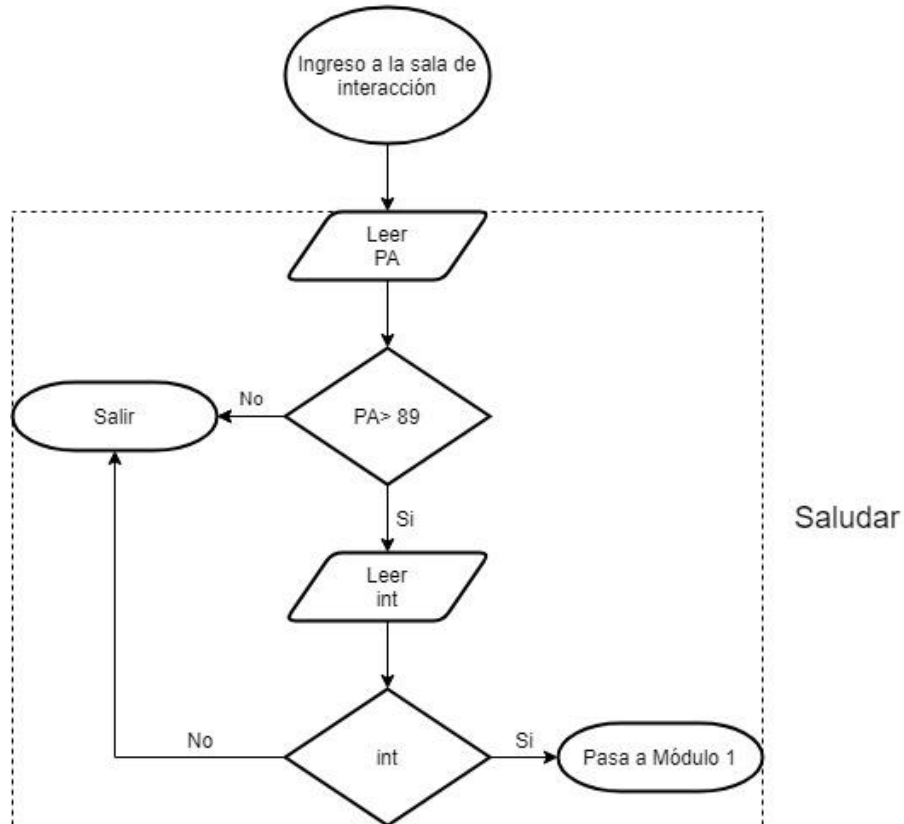 Ingreso a la sala de
interacción
Leer
PA
No
Salir
PA> 89
Si
Saludar
Leer
int
No
int
Si
Pasa a Módulo 1